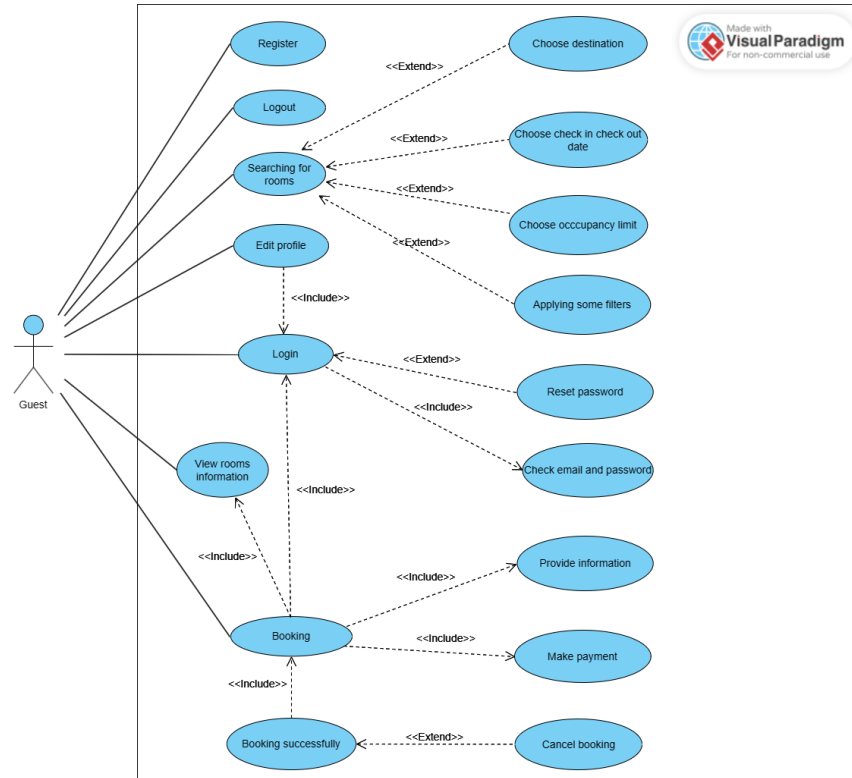 Made with
Visual Paradigm
For non-commercial use
Register
Choose destination
<<Extend>>
Logout
Choose check in check out
date
<<Extend>>
Searching for
rooms
<<Extend>>
Choose occcupancy limit
Edit profile
<<Extend>>
<<Include>>
Applying some filters
Login
<<Extend>>
Reset password
Guest
<<Include>>
View rooms
information
Check email and password
<<Include>>
<<Include>>
<<Include>>
Provide information
Booking
<<Include>>
Make payment
<<Include>>
Booking successfully
<<Extend>>
Cancel booking